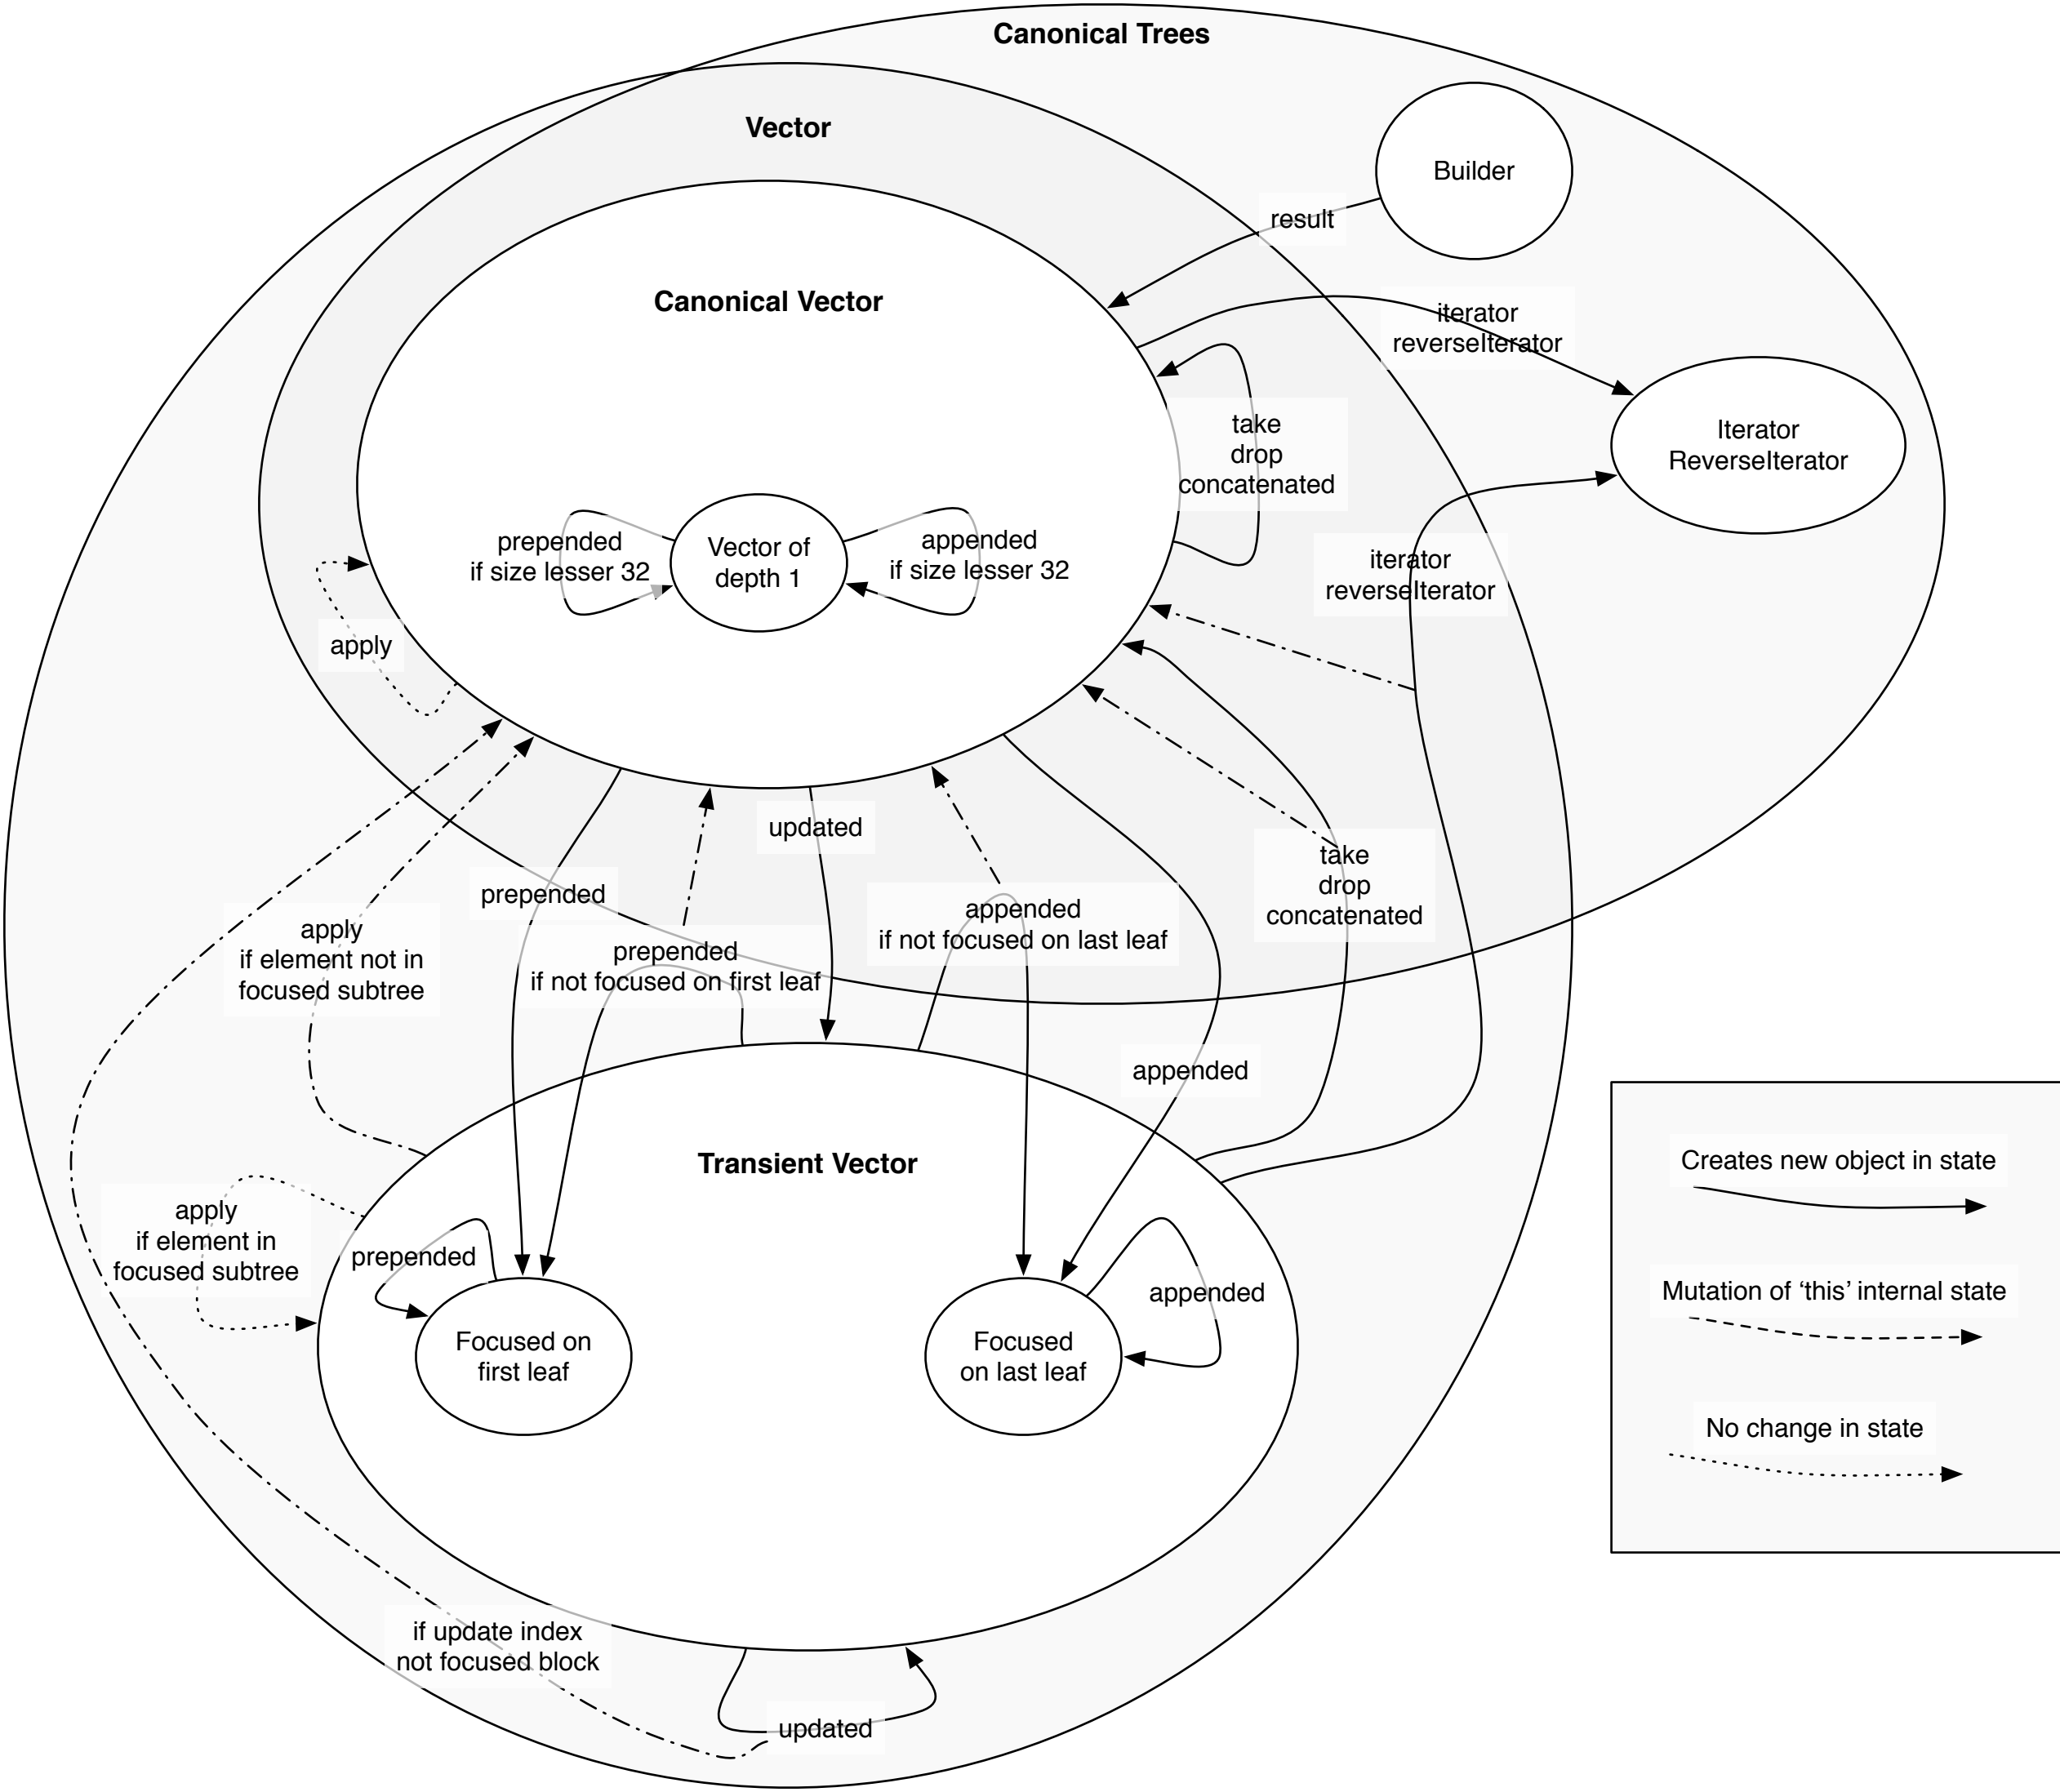 Canonical Trees
Vector
Builder
result
Canonical Vector
iterator
reverseIterator
Iterator
ReverseIterator
take
drop
concatenated
prepended
if size lesser 32
Vector of
depth 1
appended
if size lesser 32
iterator
reverseIterator
apply
updated
take
drop
concatenated
prepended
appended
if not focused on last leaf
apply
if element not in
focused subtree
prepended
if not focused on first leaf
appended
Transient Vector
Creates new object in state
apply
if element in
focused subtree
prepended
appended
Mutation of ‘this’ internal state
Focused on
first leaf
Focused
on last leaf
No change in state
if update index
not focused block
updated